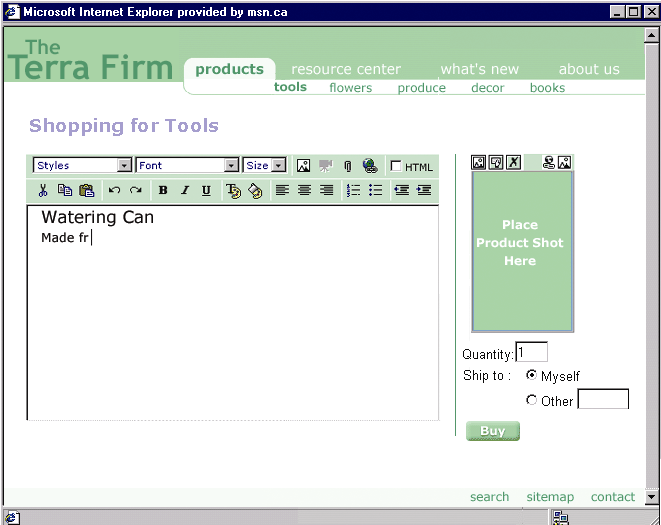 Microsoft Internet Explorer provided by msn.ca
The
Terra Firm
products resource center what's new about us
tools flowers produce decor books
Shopping for Tools
Styles Font Size HTML
B I U
Watering Can
Made fr
Place
Product Shot
Here
Quantity: 1
Ship to : Myself
Other
Buy
search sitemap contact